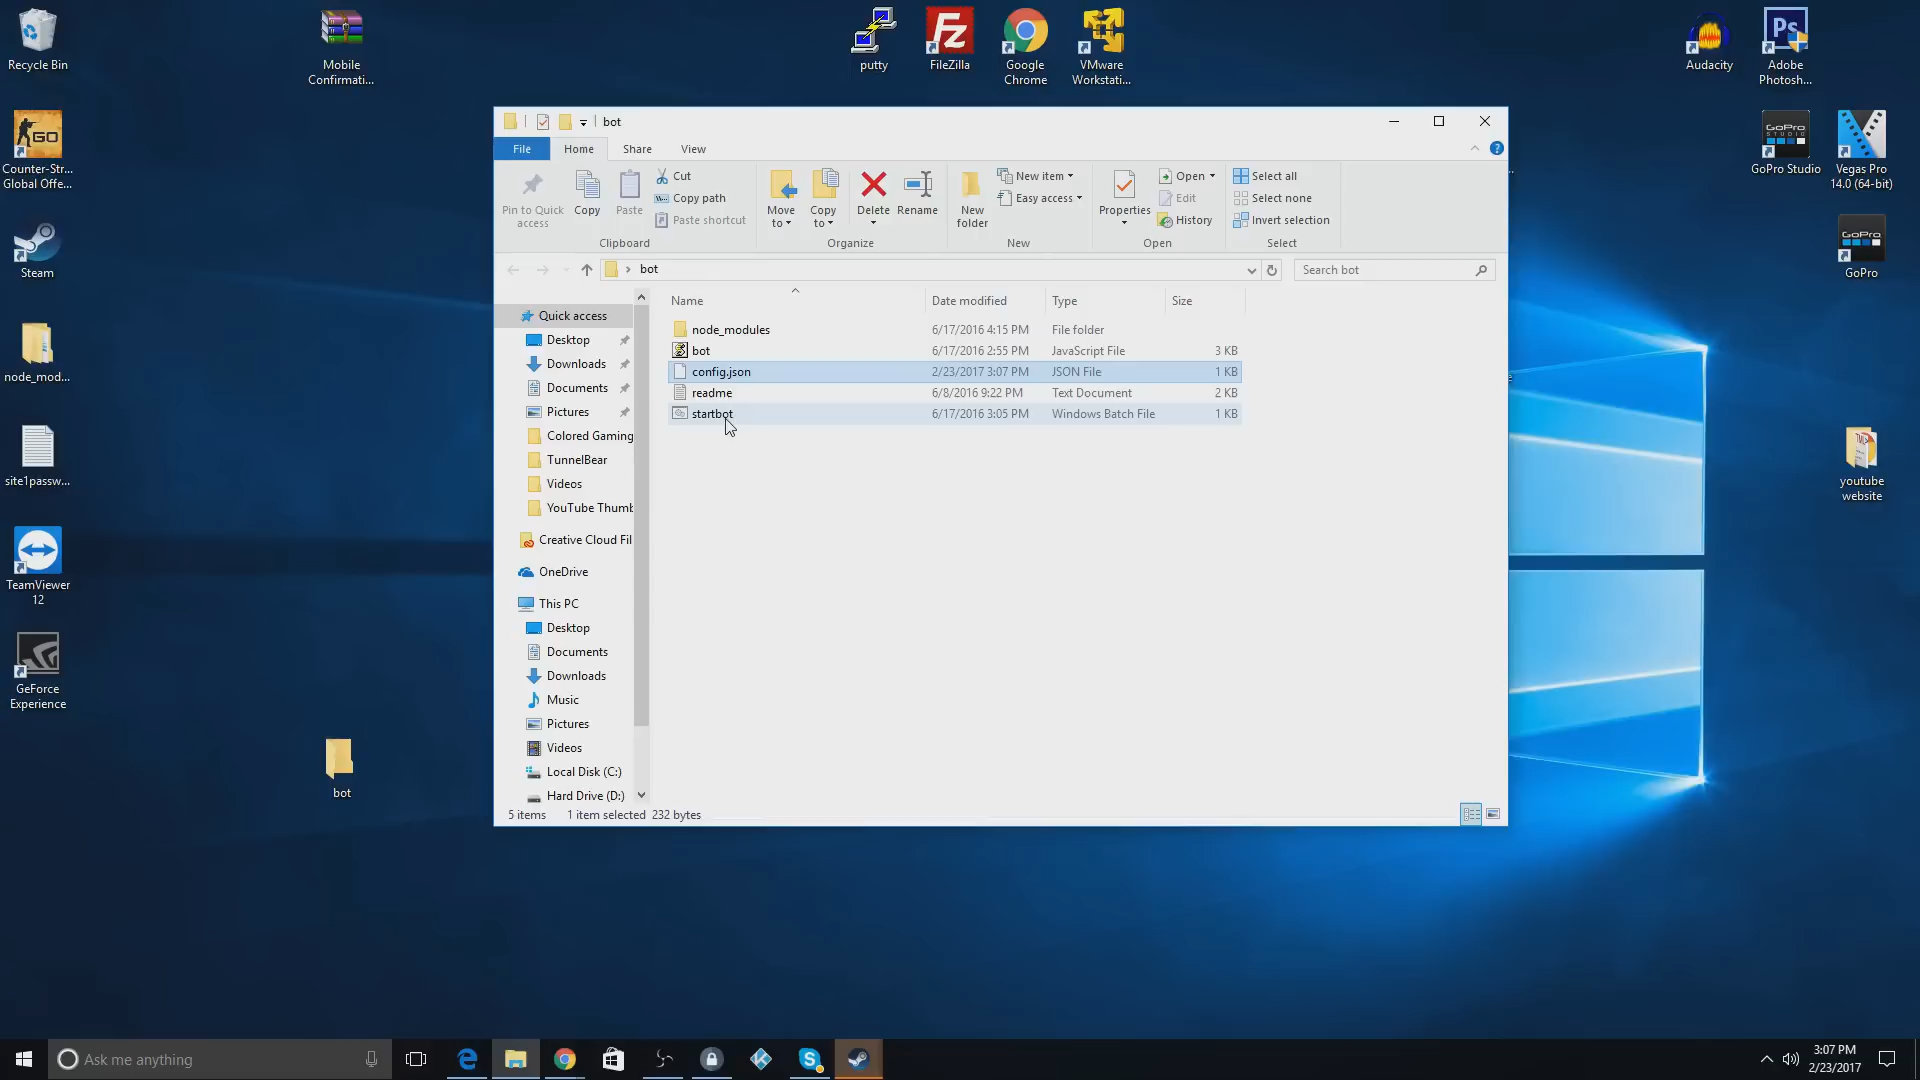 Recycle Bin
Mobile
Confirmati...
putty
FileZilla
Google
Chrome
VMware
Workstati...
Audacity
Adobe
Photosh...
Counter-Str...
Global Offe...
GoPro Studio
Vegas Pro
14.0 (64-bit)
Steam
GoPro
node_mod...
site1passw...
youtube
website
TeamViewer
12
GeForce
Experience
bot
bot
File
Home
Share
View
Pin to Quick
access
Copy
Paste
Cut
Copy path
Paste shortcut
Clipboard
Move
to
Copy
to
Delete
Rename
Organize
New
folder
New item
Easy access
New
Properties
Open
Edit
History
Open
Select all
Select none
Invert selection
Select
bot
Search bot
Name
Date modified
Type
Size
node_modules 6/17/2016 4:15 PM File folder
bot 6/17/2016 2:55 PM JavaScript File 3 KB
config.json 2/23/2017 3:07 PM JSON File 1 KB
readme 6/8/2016 9:22 PM Text Document 2 KB
startbot 6/17/2016 3:05 PM Windows Batch File 1 KB
Quick access
Desktop
Downloads
Documents
Pictures
Colored Gaming
TunnelBear
Videos
YouTube Thumb
Creative Cloud Fil
OneDrive
This PC
Desktop
Documents
Downloads
Music
Pictures
Videos
Local Disk (C:)
Hard Drive (D:)
5 items 1 item selected 232 bytes
Ask me anything
3:07 PM
2/23/2017